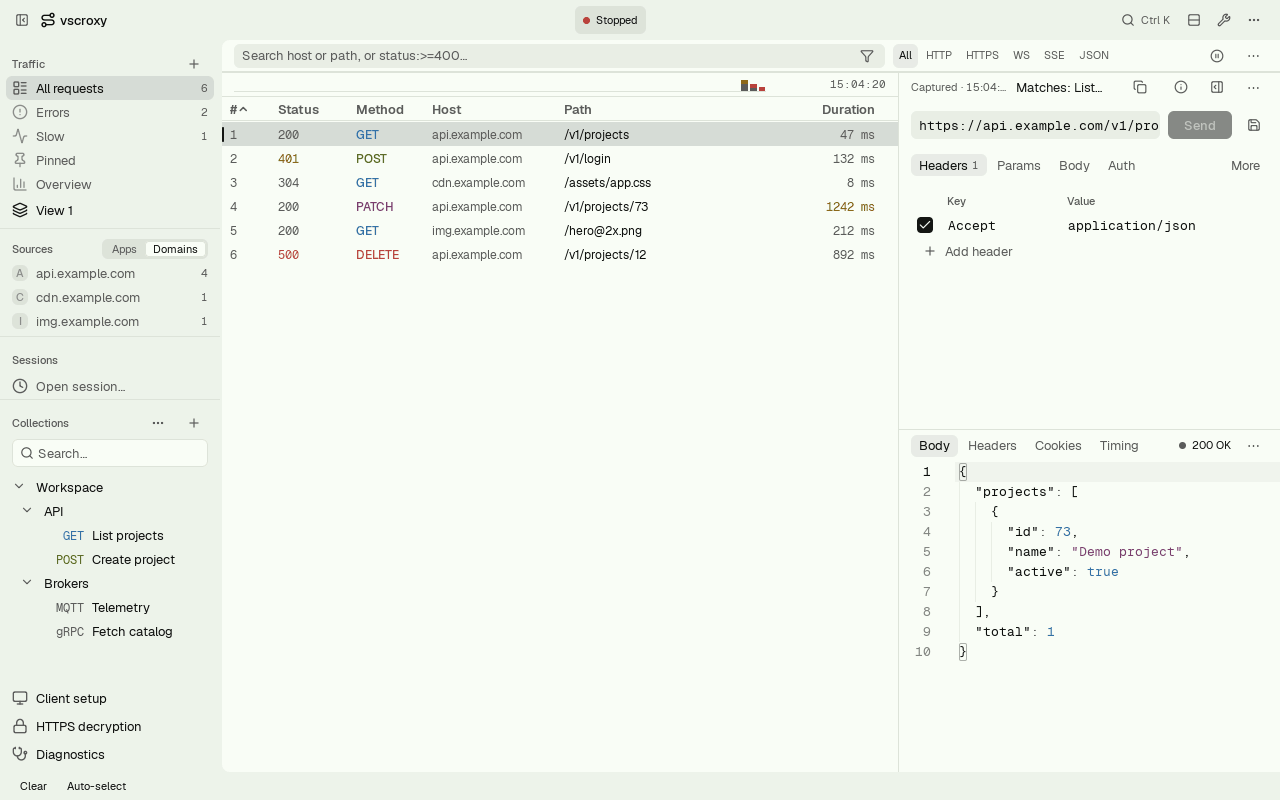 vscroxy
Stopped
Ctrl K
Traffic
All requests 6
Errors 2
Slow 1
Pinned
Overview
View 1
Sources Apps Domains
A api.example.com 4
C cdn.example.com 1
I img.example.com 1
Sessions
Open session...
Collections
Search...
Workspace
API
GET List projects
POST Create project
Brokers
MQTT Telemetry
gRPC Fetch catalog
Client setup
HTTPS decryption
Diagnostics
Clear Auto-select
Search host or path, or status:>=400...
All HTTP HTTPS WS SSE JSON
15:04:20
# Status Method Host Path Duration
1 200 GET api.example.com /v1/projects 47 ms
2 401 POST api.example.com /v1/login 132 ms
3 304 GET cdn.example.com /assets/app.css 8 ms
4 200 PATCH api.example.com /v1/projects/73 1242 ms
5 200 GET img.example.com /hero@2x.png 212 ms
6 500 DELETE api.example.com /v1/projects/12 892 ms
Captured · 15:04:... Matches: List...
https://api.example.com/v1/pro Send
Headers 1 Params Body Auth More
Key Value
Accept application/json
Add header
Body Headers Cookies Timing 200 OK
1 {
2 "projects": [
3 {
4 "id": 73,
5 "name": "Demo project",
6 "active": true
7 }
8 ],
9 "total": 1
10 }